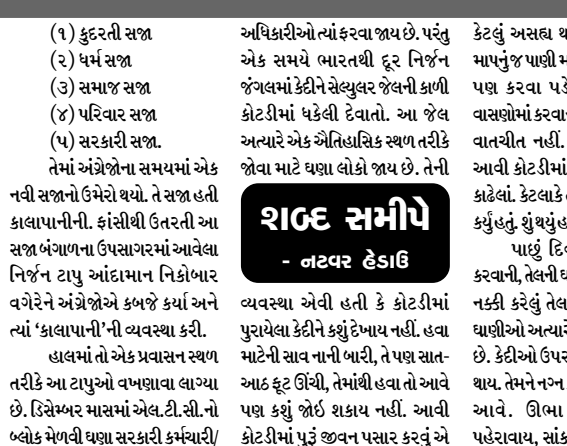 (૧) કુદરતી સજા
(૨) ધર્મ સજા
(૩) સમાજ સજા
(૪) પરિવાર સજા
(૫) સરકારી સજા.
તેમાં અંગ્રેજોના સમયમાં એક
નવી સજાનો ઉમેરો થયો. તે સજા હતી
કાલાપાનીની. ફાંસીથી ઉતરતી આ
સજા બંગાળના ઉપસાગરમાં આવેલા
નિર્જન ટાપુ આંદામાન નિકોબાર
વગેરેને અંગ્રેજોએ કબજે કર્યા અને
ત્યાં ‘કાલાપાની’ની વ્યવસ્થા કરી.
હાલમાં તો એક પ્રવાસન સ્થળ
તરીકે આ ટાપુઓ વખણાવા લાગ્યા
છે. ડિસેમ્બર માસમાં એલ.ટી.સી.નો
બ્લોક મેળવી ઘણા સરકારી કર્મચારી/
અધિકારીઓ ત્યાં ફરવા જાય છે. પરંતુ
એક સમયે ભારતથી દૂર નિર્જન
જંગલમાં કેદીને સેલ્યુલર જેલની કાળી
કોટડીમાં ધકેલી દેવાતો. આ જેલ
અત્યારે એક ઐતિહાસિક સ્થળ તરીકે
જોવા માટે ઘણા લોકો જાય છે. તેની
શબ્દ સમીપે
- નટવર હેડાઉ
વ્યવસ્થા એવી હતી કે કોટડીમાં
પુરાયેલા કેદીને કશું દેખાય નહીં. હવા
માટેની સાવ નાની બારી, તે પણ સાત-
આઠ ફૂટ ઊંચી, તેમાંથી હવા તો આવે
પણ કશું જોઇ શકાય નહીં. આવી
કોટડીમાં પુરૂં જીવન પસાર કરવું એ
કેટલું અસહ્ય થ
માપનું જ પાણી મ
પણ કરવા પડે
વાસણોમાં કરવાન
વાતચીત નહીં.
આવી કોટડીમાં
કાઢેલાં. કેટલાકે
કર્યું હતું. શું થયું હ
પાછું દિ
કરવાની, તેલની ઘ
નક્કી કરેલું તેલ
ઘાણીઓ અત્યારે
છે. કેદીઓ ઉપર
થાય. તેમને નગ્ન
આવે. ઊભા
પહેરાવાય, સાંક